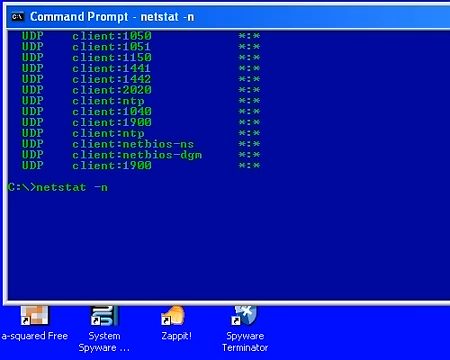 Command Prompt - netstat -n
UDP client:1050 *:*
UDP client:1051 *:*
UDP client:1150 *:*
UDP client:1441 *:*
UDP client:1442 *:*
UDP client:2020 *:*
UDP client:ntp *:*
UDP client:1040 *:*
UDP client:1900 *:*
UDP client:ntp *:*
UDP client:netbios-ns *:*
UDP client:netbios-dgm *:*
UDP client:1900 *:*
C:\>netstat -n
a-squared Free
System Spyware ...
Zappit!
Spyware Terminator